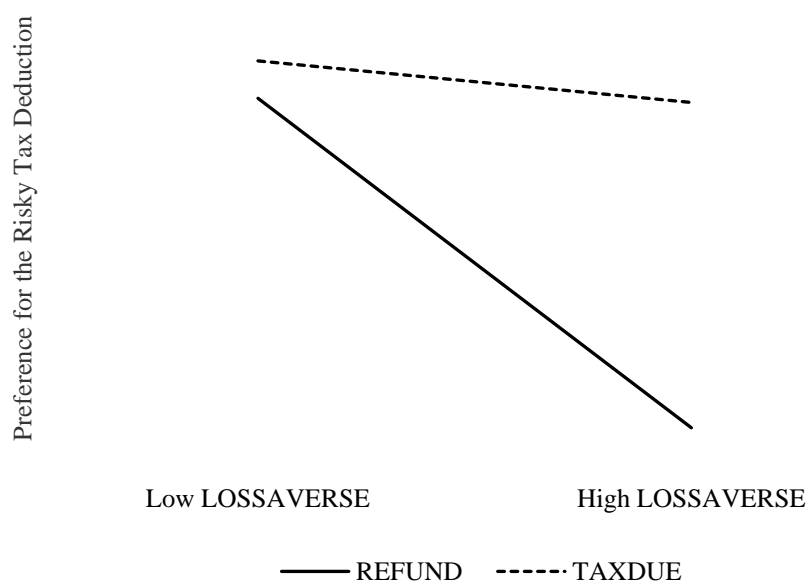 Preference for the Risky Tax Deduction
Low LOSSAVERSE
High LOSSAVERSE
REFUND
TAXDUE